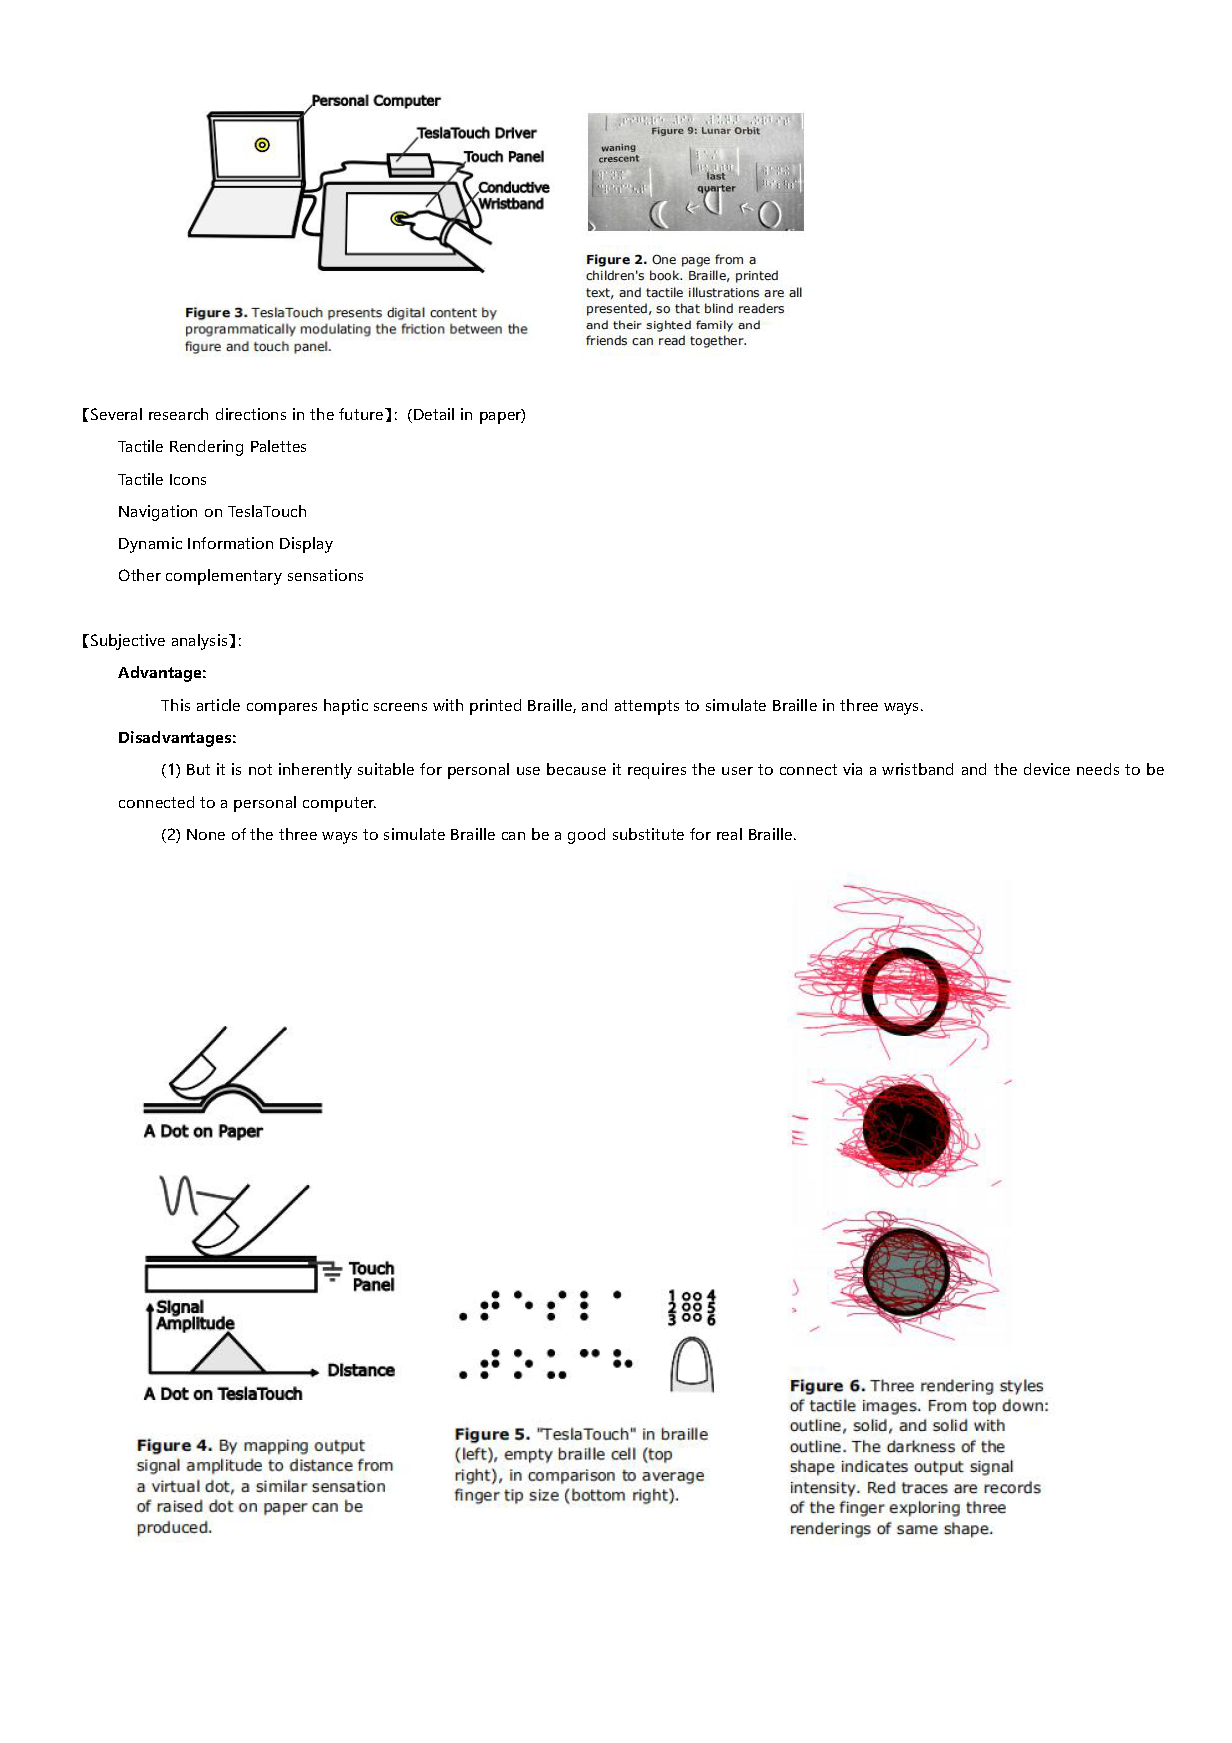 Personal Computer
TeslaTouch Driver
Touch Panel
Conductive
Wristband
Figure 3. TeslaTouch presents digital content by
programmatically modulating the friction between the
figure and touch panel.
Figure 9: Lunar Orbit
waning
crescent
last
quarter
Figure 2. One page from a
children's book. Braille, printed
text, and tactile illustrations are all
presented, so that blind readers
and their sighted family and
friends can read together.
【Several research directions in the future】: (Detail in paper)
Tactile Rendering Palettes
Tactile Icons
Navigation on TeslaTouch
Dynamic Information Display
Other complementary sensations
【Subjective analysis】:
Advantage:
This article compares haptic screens with printed Braille, and attempts to simulate Braille in three ways.
Disadvantages:
(1) But it is not inherently suitable for personal use because it requires the user to connect via a wristband and the device needs to be
connected to a personal computer.
(2) None of the three ways to simulate Braille can be a good substitute for real Braille.
A Dot on Paper
Touch
Panel
Signal
Amplitude
Distance
A Dot on TeslaTouch
Figure 4. By mapping output
signal amplitude to distance from
a virtual dot, a similar sensation
of raised dot on paper can be
produced.
1 4
2 5
3 6
Figure 5. "TeslaTouch" in braille
(left), empty braille cell (top
right), in comparison to average
finger tip size (bottom right).
Figure 6. Three rendering styles
of tactile images. From top down:
outline, solid, and solid with
outline. The darkness of the
shape indicates output signal
intensity. Red traces are records
of the finger exploring three
renderings of same shape.